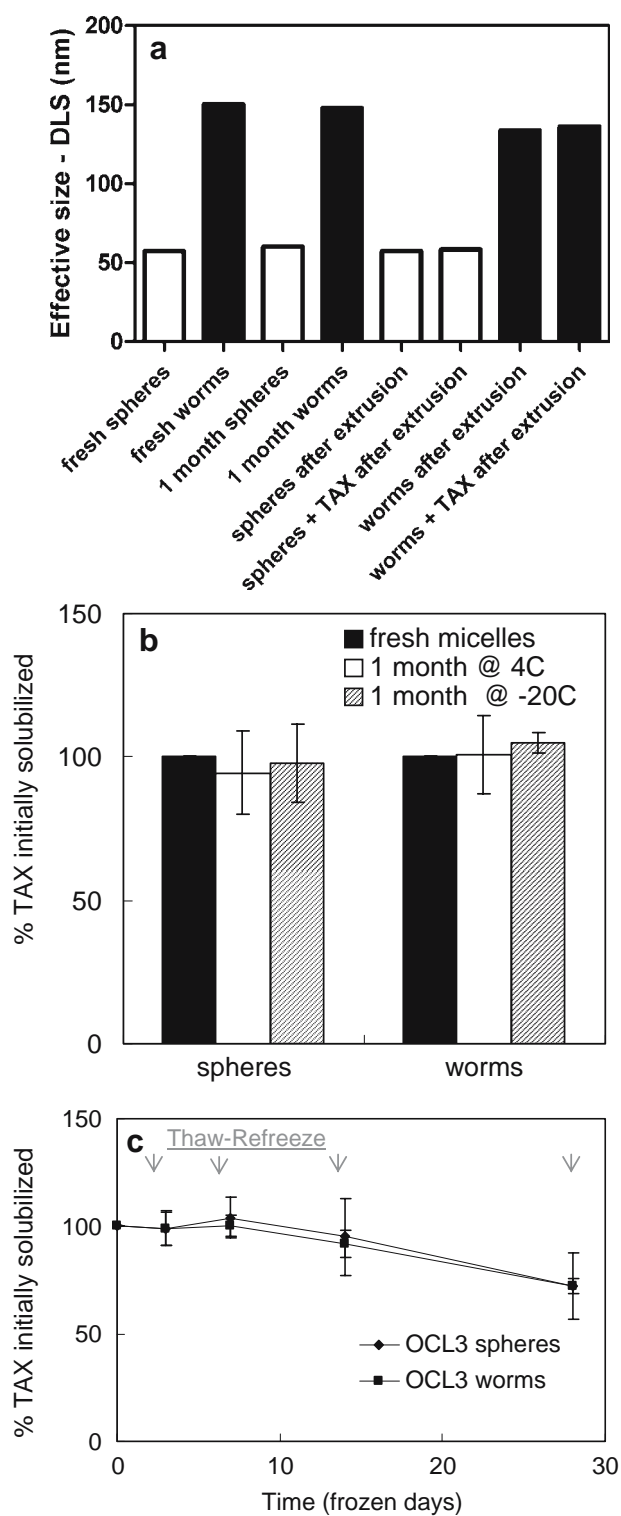 a
Effective size - DLS (nm)
200
150
100
50
0
fresh spheres
fresh worms
1 month spheres
1 month worms
spheres after extrusion
spheres + TAX after extrusion
worms after extrusion
worms + TAX after extrusion
b
% TAX initially solubilized
150
100
50
0
fresh micelles
1 month @ 4C
1 month @ -20C
spheres
worms
c
Thaw-Refreeze
% TAX initially solubilized
150
100
50
0
OCL3 spheres
OCL3 worms
0
10
20
30
Time (frozen days)